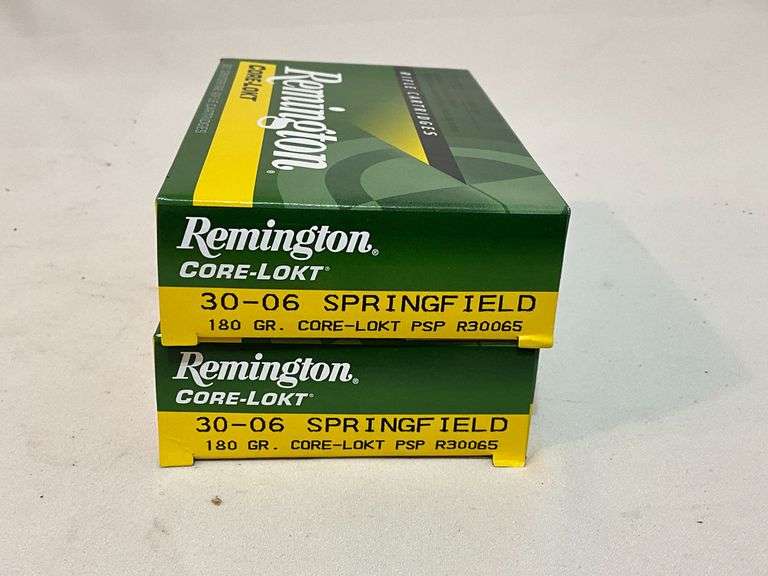 RIFLE CARTRIDGES
Remington®
CORE-LOKT
Remington®
CORE-LOKT®
30-06 SPRINGFIELD
180 GR. CORE-LOKT PSP R30065
Remington®
CORE-LOKT®
30-06 SPRINGFIELD
180 GR. CORE-LOKT PSP R30065